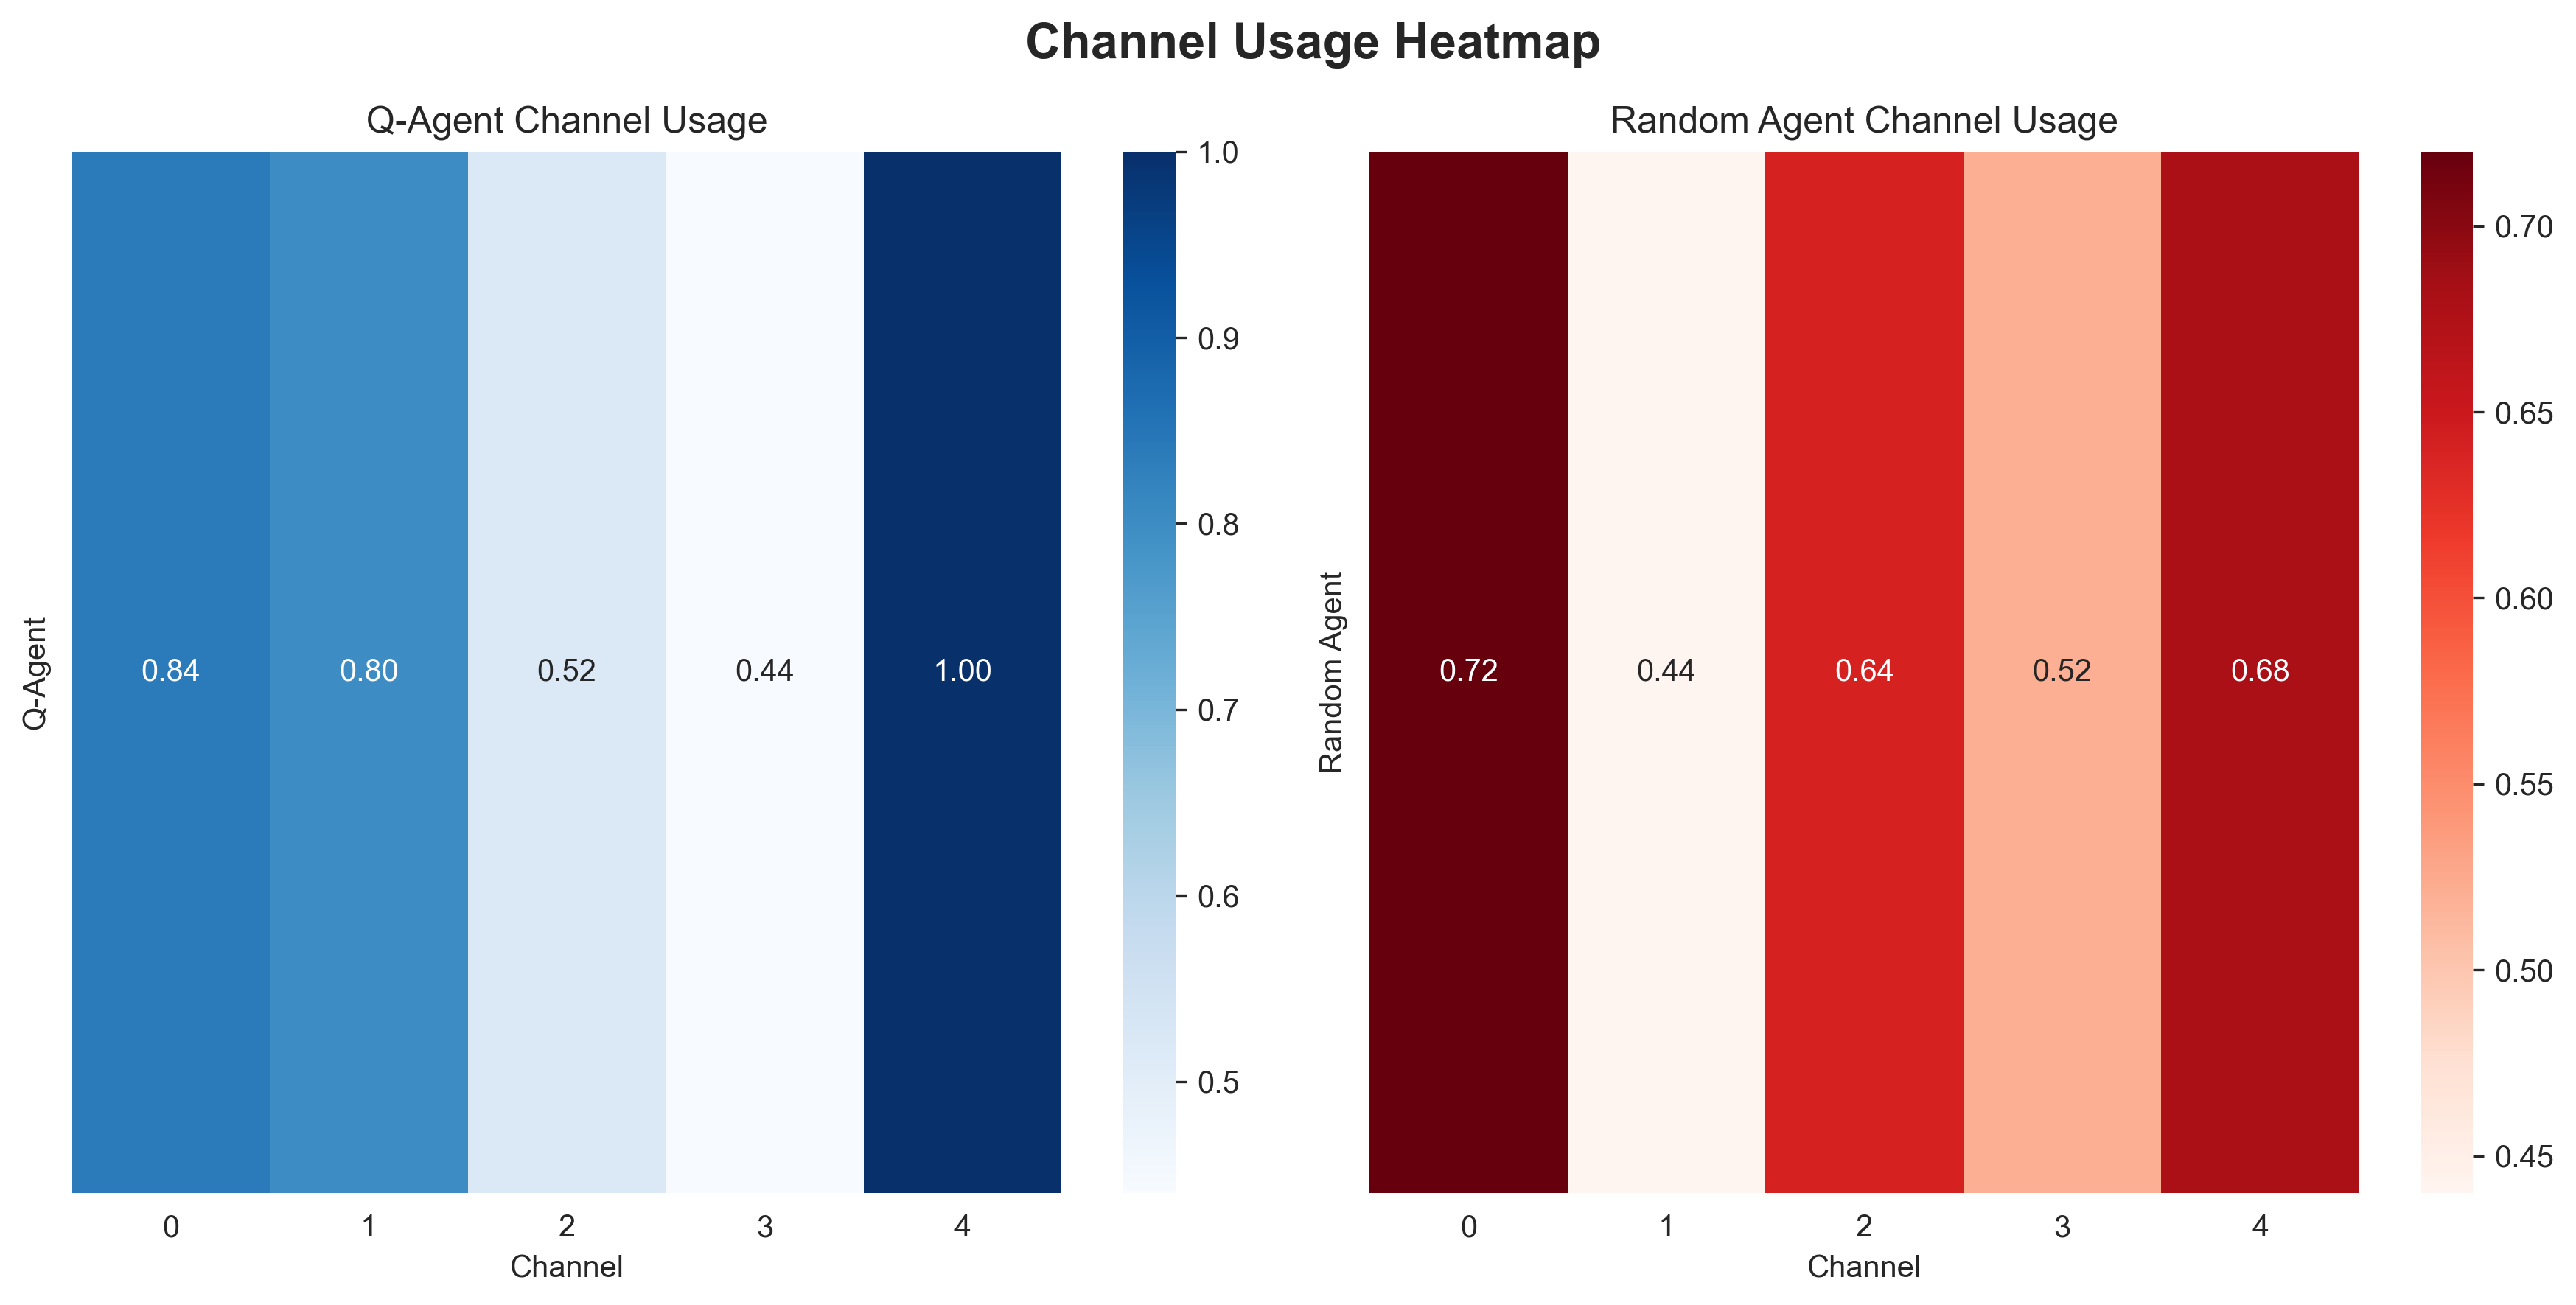 Channel Usage Heatmap
Q-Agent Channel Usage
Q-Agent
0.84 0.80 0.52 0.44 1.00
0 1 2 3 4
Channel
1.0
0.9
0.8
0.7
0.6
0.5
Random Agent Channel Usage
Random Agent
0.72 0.44 0.64 0.52 0.68
0 1 2 3 4
Channel
0.70
0.65
0.60
0.55
0.50
0.45